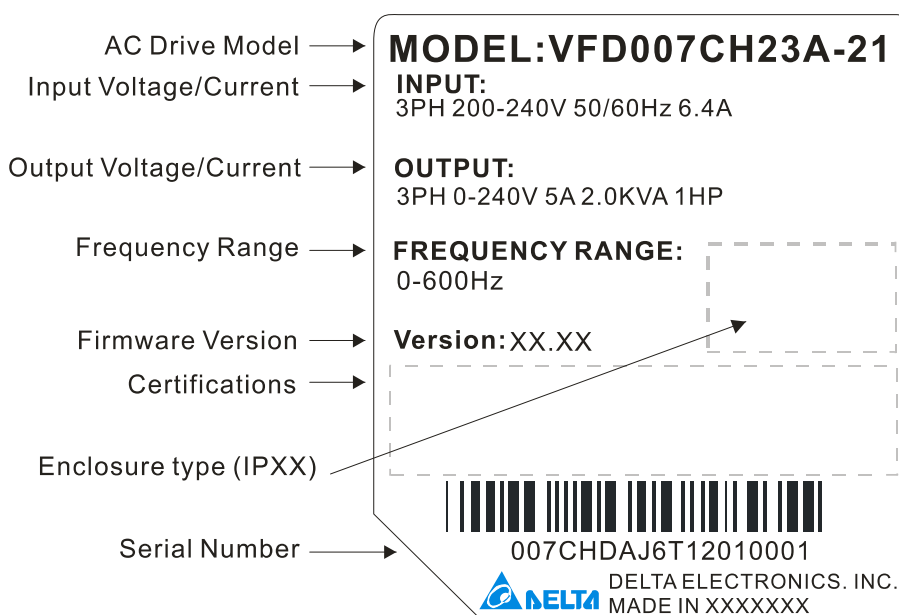 AC Drive Model
MODEL:VFD007CH23A-21
Input Voltage/Current
INPUT:
3PH 200-240V 50/60Hz 6.4A
Output Voltage/Current
OUTPUT:
3PH 0-240V 5A 2.0KVA 1HP
Frequency Range
FREQUENCY RANGE:
0-600Hz
Firmware Version
Version:XX.XX
Certifications
Enclosure type (IPXX)
Serial Number
007CHDAJ6T12010001
DELTA
DELTA ELECTRONICS. INC.
MADE IN XXXXXXX